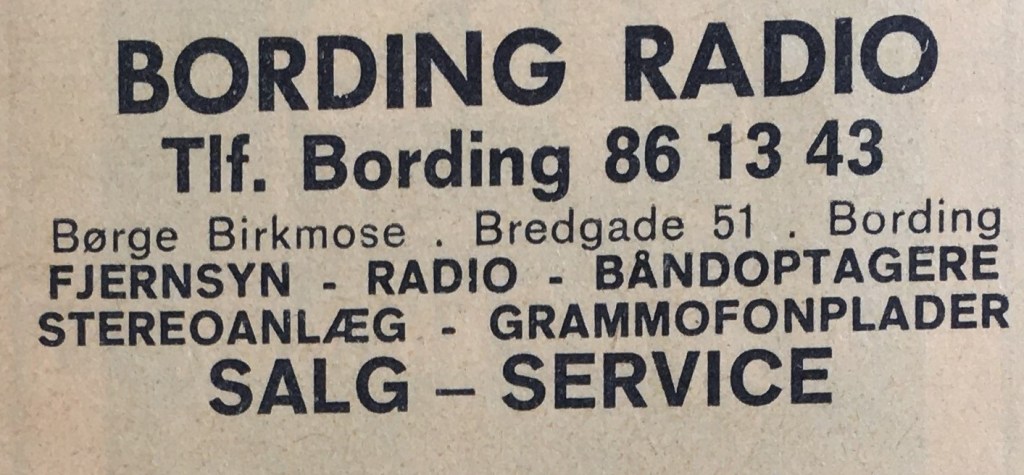 BORDING RADIO
Tlf. Bording 86 13 43
Børge Birkmose . Bredgade 51 . Bording
FJERNSYN - RADIO - BÅNDOPTAGERE
STEREOANLÆG - GRAMMOFONPLADER
SALG – SERVICE